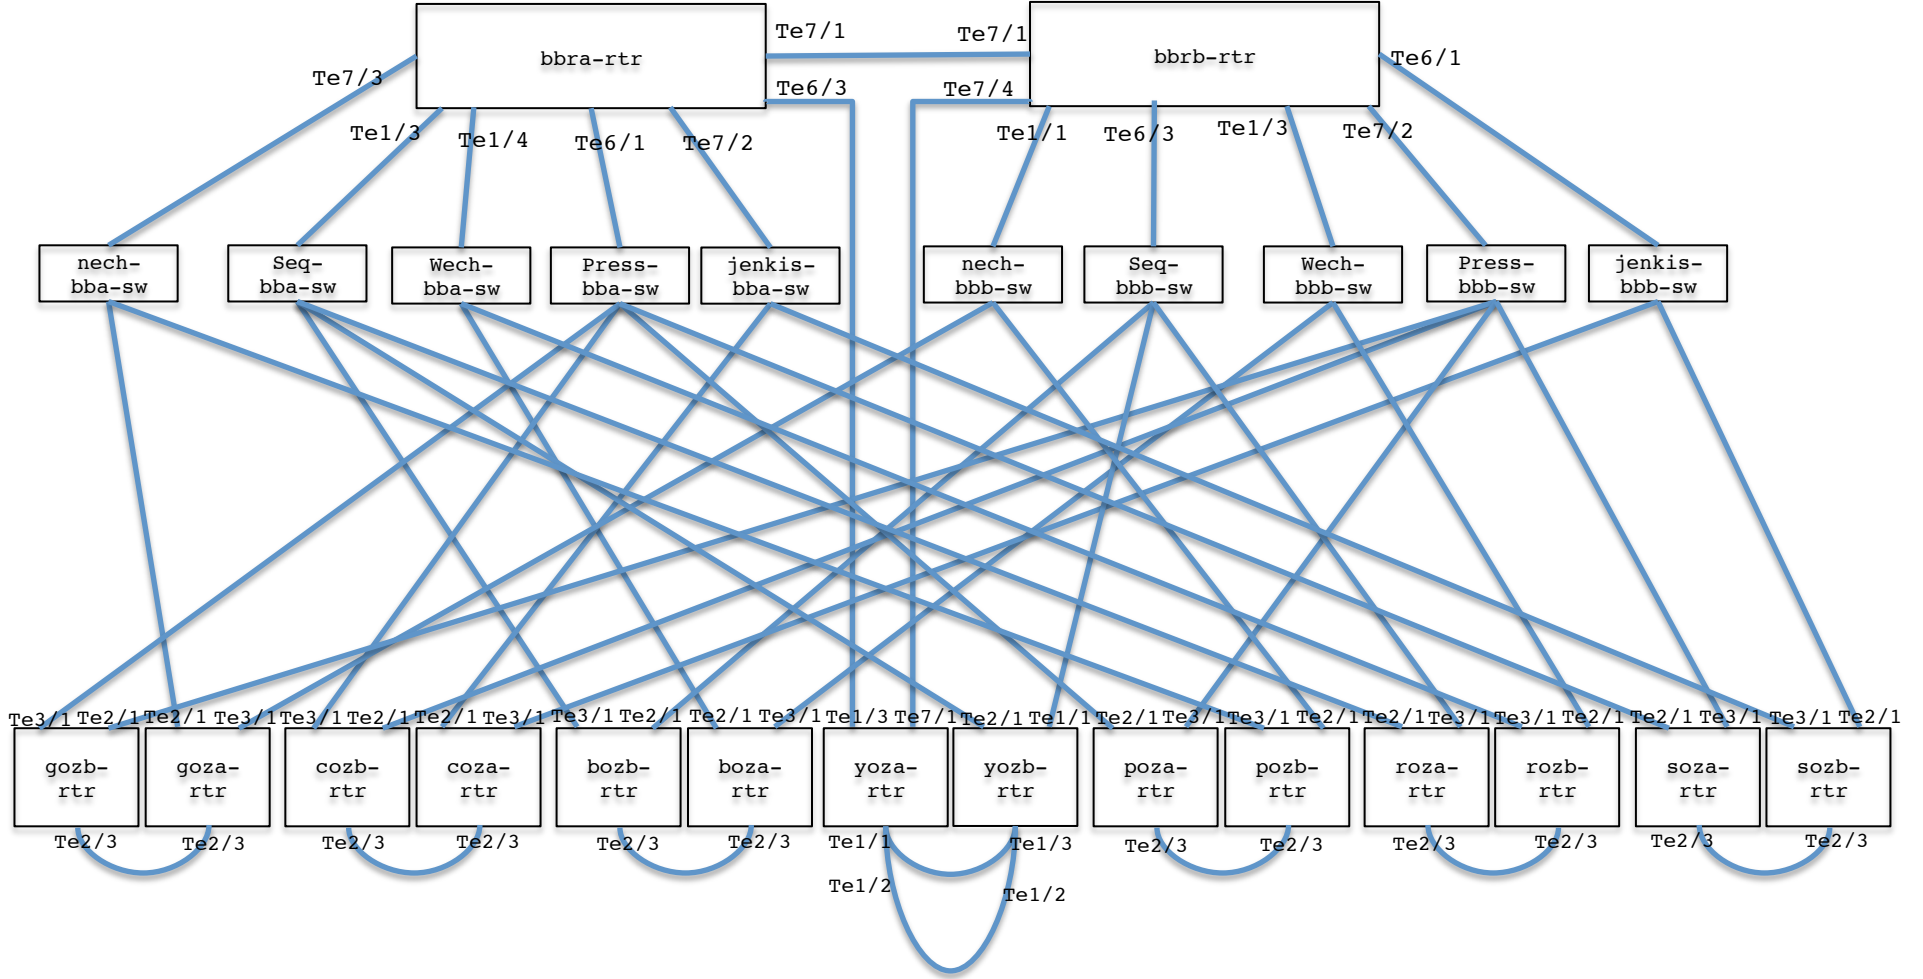 Te7/1
Te7/1
bbra-rtr
bbrb-rtr
Te6/1
Te7/3
Te6/3
Te7/4
Te1/3
Te1/4
Te6/1
Te7/2
Te1/1
Te6/3
Te1/3
Te7/2
nech-
bba-sw
Seq-
bba-sw
Wech-
bba-sw
Press-
bba-sw
jenkis-
bba-sw
nech-
bbb-sw
Seq-
bbb-sw
Wech-
bbb-sw
Press-
bbb-sw
jenkis-
bbb-sw
Te3/1 Te2/1 Te2/1 Te3/1 Te3/1 Te2/1 Te2/1 Te3/1 Te3/1 Te2/1 Te2/1 Te3/1 Te1/3 Te7/1 Te2/1 Te1/1 Te2/1 Te3/1 Te3/1 Te2/1 Te2/1 Te3/1 Te3/1 Te2/1 Te2/1 Te3/1 Te3/1 Te2/1
gozb-
rtr
goza-
rtr
cozb-
rtr
coza-
rtr
bozb-
rtr
boza-
rtr
yoza-
rtr
yozb-
rtr
poza-
rtr
pozb-
rtr
roza-
rtr
rozb-
rtr
soza-
rtr
sozb-
rtr
Te2/3 Te2/3 Te2/3 Te2/3 Te2/3 Te2/3 Te1/1 Te1/3 Te2/3 Te2/3 Te2/3 Te2/3 Te2/3 Te2/3
Te1/2
Te1/2